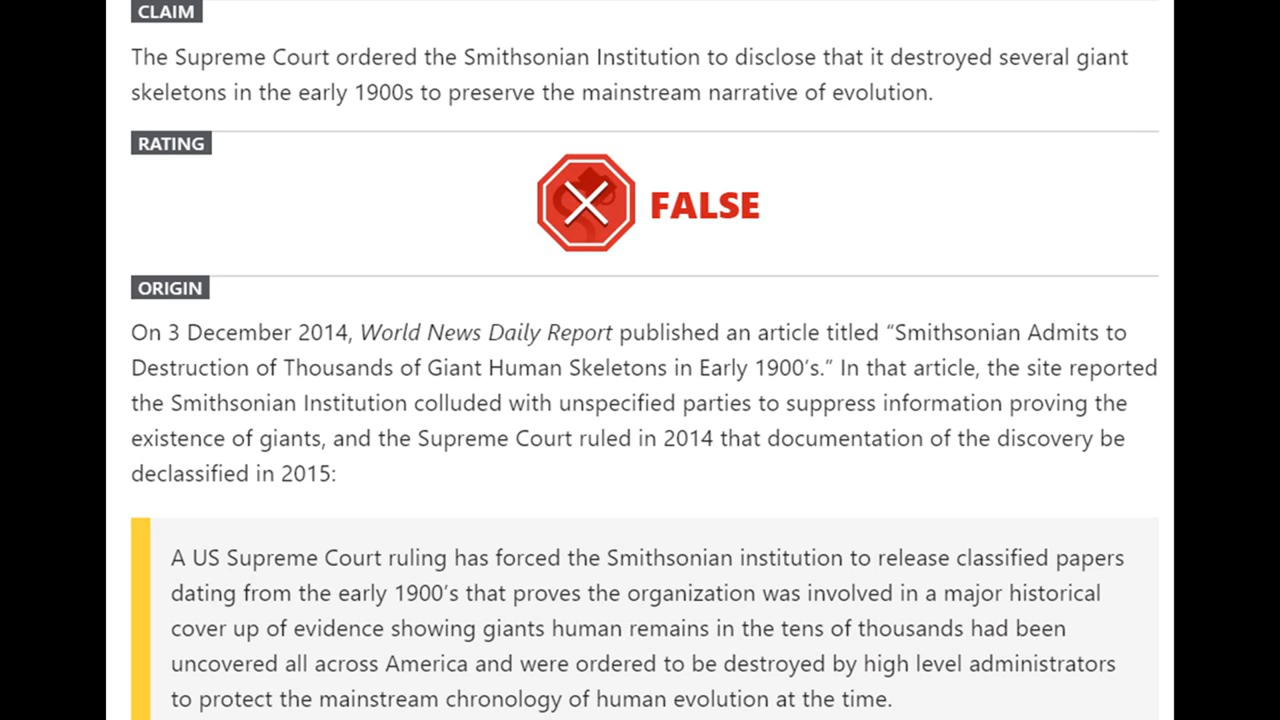 CLAIM
The Supreme Court ordered the Smithsonian Institution to disclose that it destroyed several giant
skeletons in the early 1900s to preserve the mainstream narrative of evolution.
RATING
FALSE
ORIGIN
On 3 December 2014, World News Daily Report published an article titled “Smithsonian Admits to
Destruction of Thousands of Giant Human Skeletons in Early 1900′s.” In that article, the site reported
the Smithsonian Institution colluded with unspecified parties to suppress information proving the
existence of giants, and the Supreme Court ruled in 2014 that documentation of the discovery be
declassified in 2015:
A US Supreme Court ruling has forced the Smithsonian institution to release classified papers
dating from the early 1900′s that proves the organization was involved in a major historical
cover up of evidence showing giants human remains in the tens of thousands had been
uncovered all across America and were ordered to be destroyed by high level administrators
to protect the mainstream chronology of human evolution at the time.